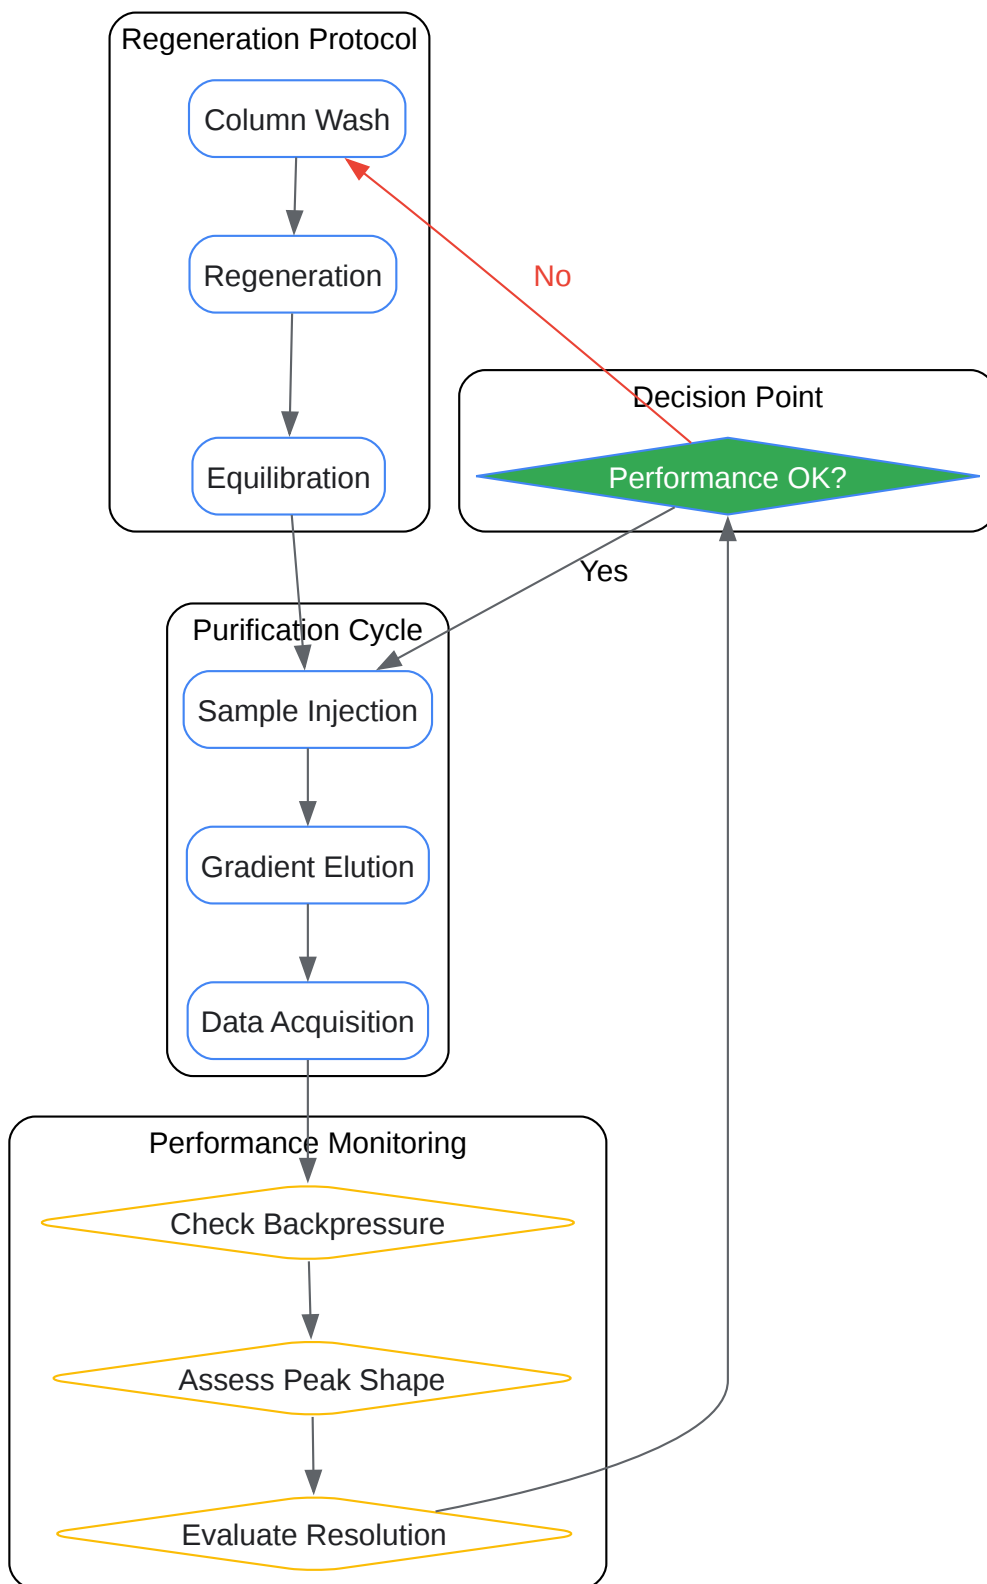 Regeneration Protocol
Column Wash
Regeneration
No
Decision Point
Equilibration
Performance OK?
Yes
Purification Cycle
Sample Injection
Gradient Elution
Data Acquisition
Performance Monitoring
Check Backpressure
Assess Peak Shape
Evaluate Resolution